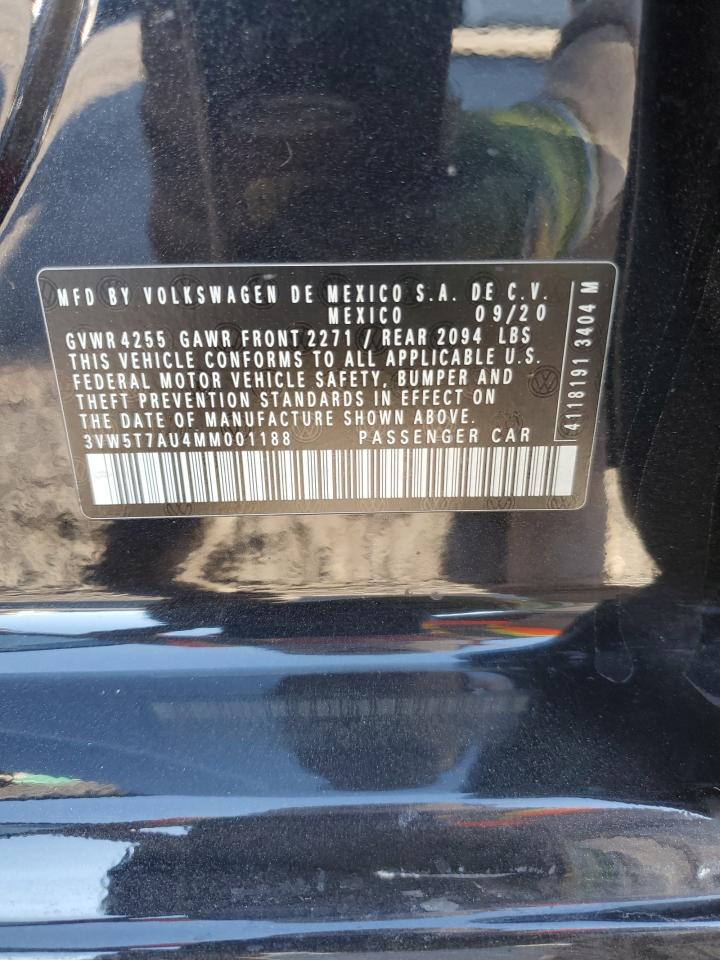 MFD BY VOLKSWAGEN DE MEXICO S.A. DE C.V.
MEXICO 09/20
GVWR 4255 GAWR FRONT 2271 / REAR 2094 LBS
THIS VEHICLE CONFORMS TO ALL APPLICABLE U.S.
FEDERAL MOTOR VEHICLE SAFETY, BUMPER AND
THEFT PREVENTION STANDARDS IN EFFECT ON
THE DATE OF MANUFACTURE SHOWN ABOVE.
3VW5T7AU4MM001188 PASSENGER CAR
4118191 3404 M